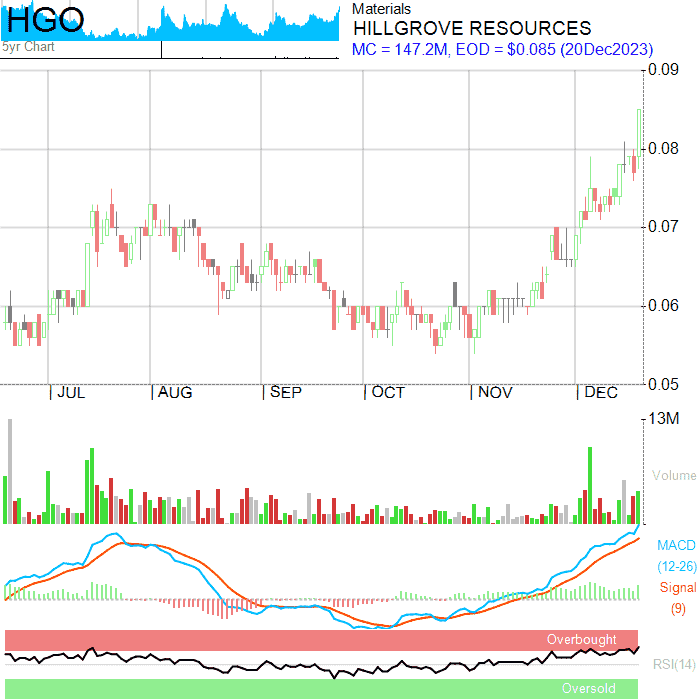 HGO
5yr Chart
Materials
HILLGROVE RESOURCES
MC = 147.2M, EOD = $0.085 (20Dec2023)
0.09
0.08
0.07
0.06
0.05
JUL AUG SEP OCT NOV DEC
13M
Volume
MACD
(12-26)
Signal
(9)
Overbought
RSI(14)
Oversold